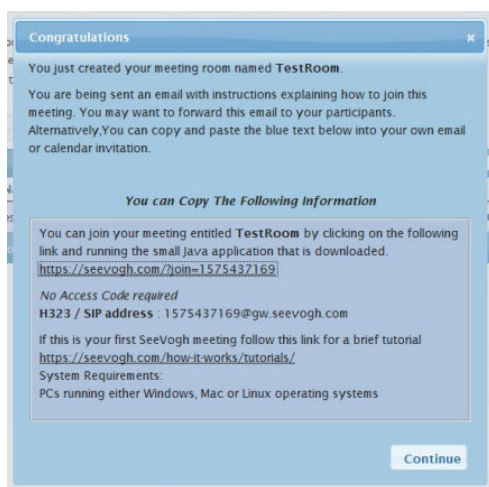 Congratulations
You just created your meeting room named TestRoom.
You are being sent an email with instructions explaining how to join this
meeting. You may want to forward this email to your participants.
Alternatively,You can copy and paste the blue text below into your own email
or calendar invitation.
You can Copy The Following Information
You can join your meeting entitled TestRoom by clicking on the following
link and running the small Java application that is downloaded.
https://seevogh.com/?join=1575437169
No Access Code required
H323 / SIP address : 1575437169@gw.seevogh.com
If this is your first SeeVogh meeting follow this link for a brief tutorial
https://seevogh.com/how-it-works/tutorials/
System Requirements:
PCs running either Windows, Mac or Linux operating systems
Continue